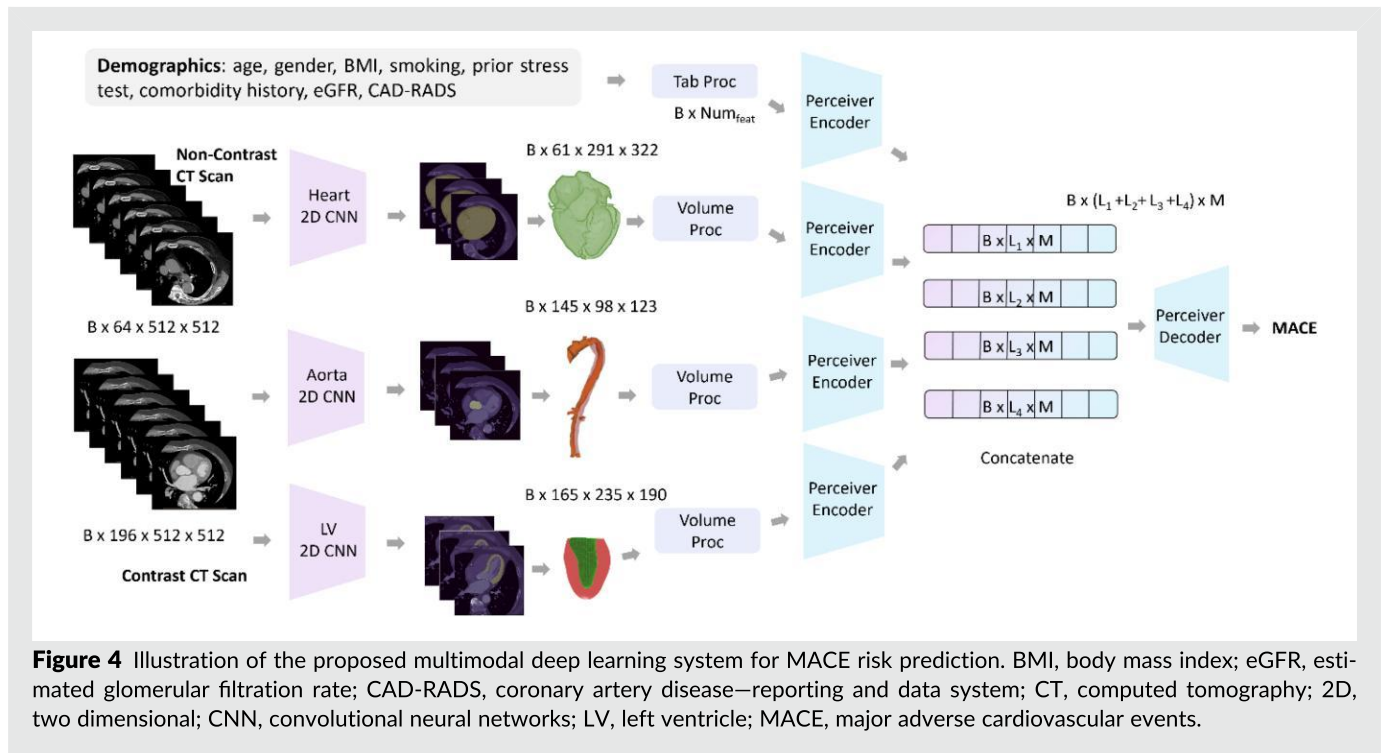 Demographics: age, gender, BMI, smoking, prior stress
test, comorbidity history, eGFR, CAD-RADS
Tab Proc
B x Numfeat
Perceiver
Encoder
Non-Contrast
CT Scan
Heart
2D CNN
B x 61 x 291 x 322
Volume
Proc
Perceiver
Encoder
B x (L1 +L2+ L3 +L4) x M
B x L1 x M
B x L2 x M
B x L3 x M
B x L4 x M
Concatenate
Perceiver
Decoder
MACE
B x 64 x 512 x 512
Aorta
2D CNN
B x 145 x 98 x 123
Volume
Proc
Perceiver
Encoder
B x 196 x 512 x 512
Contrast CT Scan
LV
2D CNN
B x 165 x 235 x 190
Volume
Proc
Perceiver
Encoder
Figure 4 Illustration of the proposed multimodal deep learning system for MACE risk prediction. BMI, body mass index; eGFR, esti-
mated glomerular filtration rate; CAD-RADS, coronary artery disease—reporting and data system; CT, computed tomography; 2D,
two dimensional; CNN, convolutional neural networks; LV, left ventricle; MACE, major adverse cardiovascular events.